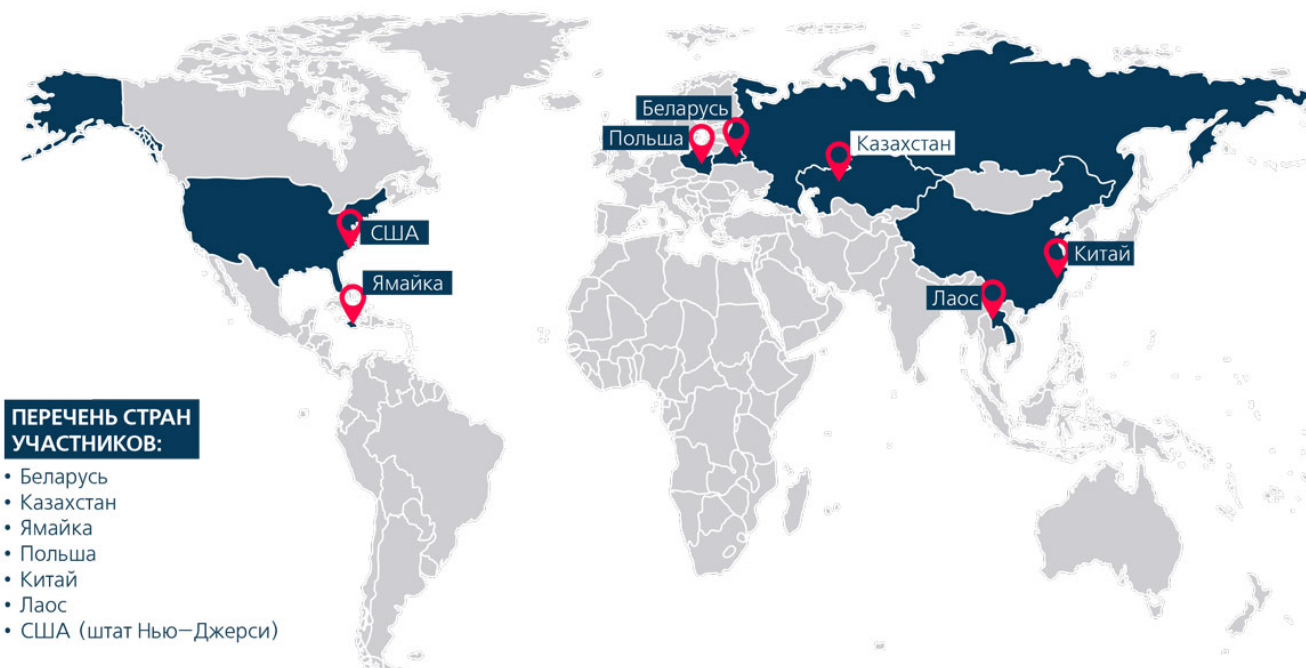 Беларусь
Польша
Казахстан
США
Китай
Ямайка
Лаос
ПЕРЕЧЕНЬ СТРАН
УЧАСТНИКОВ:
• Беларусь
• Казахстан
• Ямайка
• Польша
• Китай
• Лаос
• США (штат Нью–Джерси)